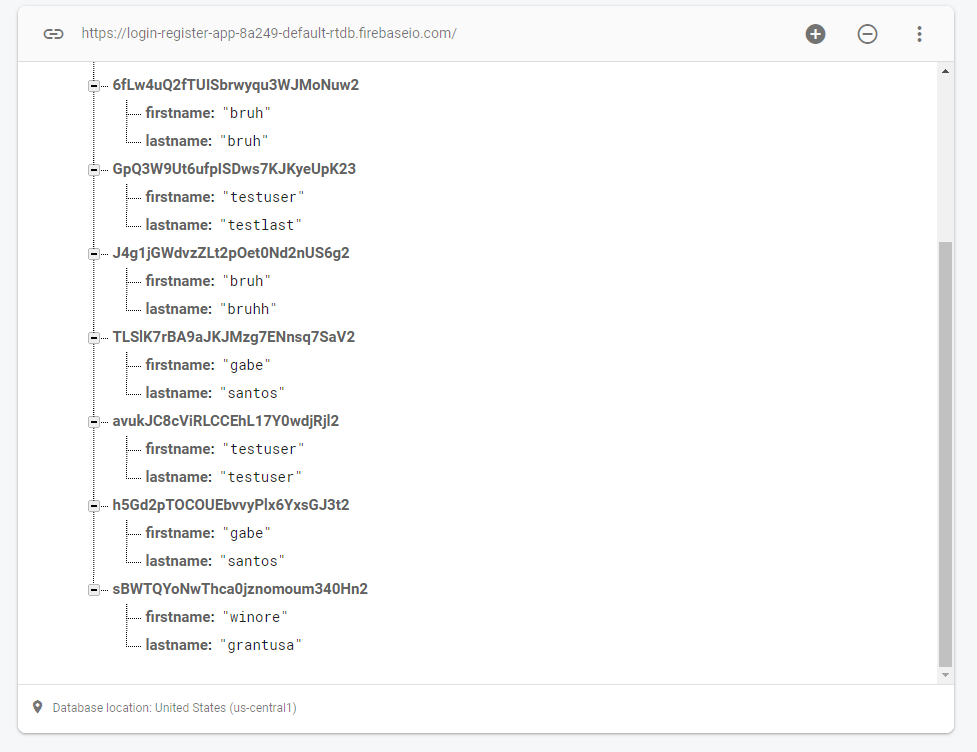 https://login-register-app-8a249-default-rtdb.firebaseio.com/
6fLw4uQ2fTUISbrwyqu3WJMoNuw2
firstname: "bruh"
lastname: "bruh"
GpQ3W9Ut6ufpISDws7KJKyeUpK23
firstname: "testuser"
lastname: "testlast"
J4g1jGWdvzZLt2pOet0Nd2nUS6g2
firstname: "bruh"
lastname: "bruhh"
TLSlK7rBA9aJKJMzg7ENnsq7SaV2
firstname: "gabe"
lastname: "santos"
avukJC8cViRLCCEhL17Y0wdjRjl2
firstname: "testuser"
lastname: "testuser"
h5Gd2pTOCOUEbvvyPlx6YxsGJ3t2
firstname: "gabe"
lastname: "santos"
sBWTQYoNwThca0jznomoum340Hn2
firstname: "winore"
lastname: "grantusa"
Database location: United States (us-central1)